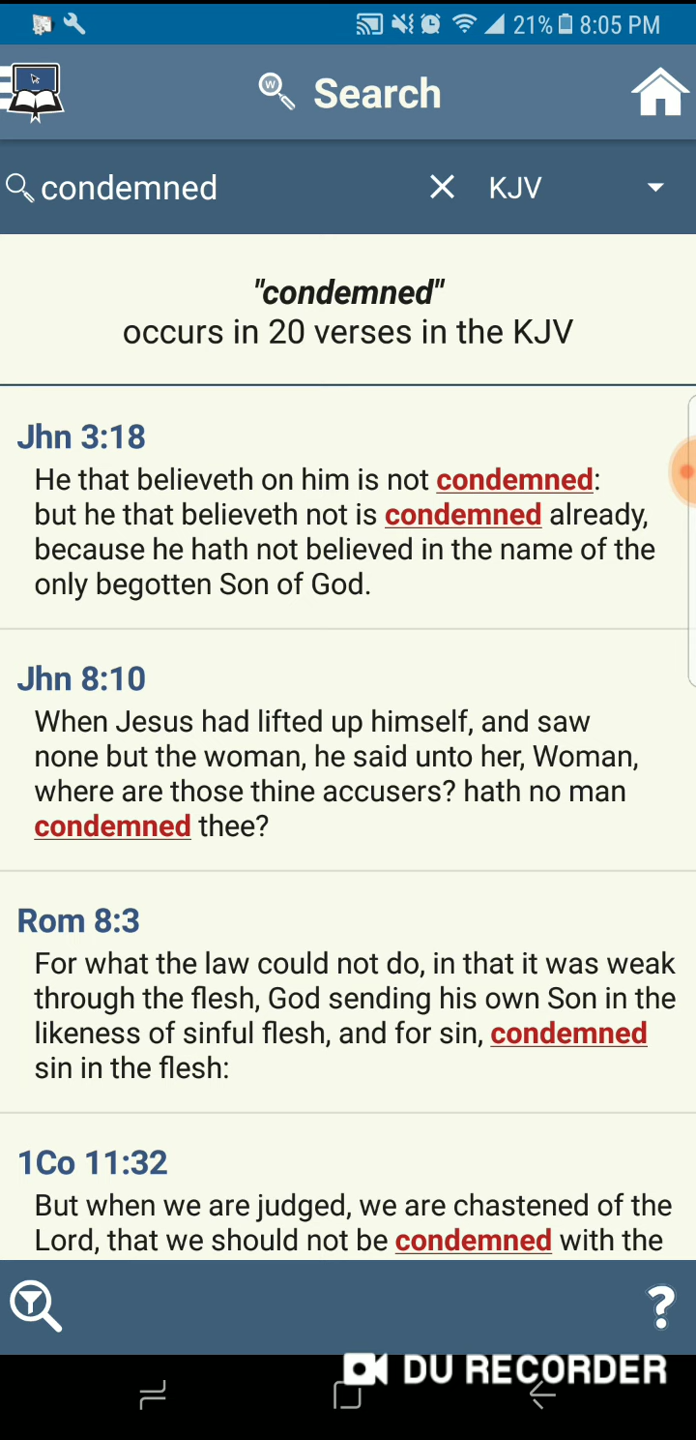 21% 8:05 PM
W Search
condemned KJV
"condemned"
occurs in 20 verses in the KJV
Jhn 3:18
He that believeth on him is not condemned:
but he that believeth not is condemned already,
because he hath not believed in the name of the
only begotten Son of God.
Jhn 8:10
When Jesus had lifted up himself, and saw
none but the woman, he said unto her, Woman,
where are those thine accusers? hath no man
condemned thee?
Rom 8:3
For what the law could not do, in that it was weak
through the flesh, God sending his own Son in the
likeness of sinful flesh, and for sin, condemned
sin in the flesh:
1Co 11:32
But when we are judged, we are chastened of the
Lord, that we should not be condemned with the
?
DU RECORDER